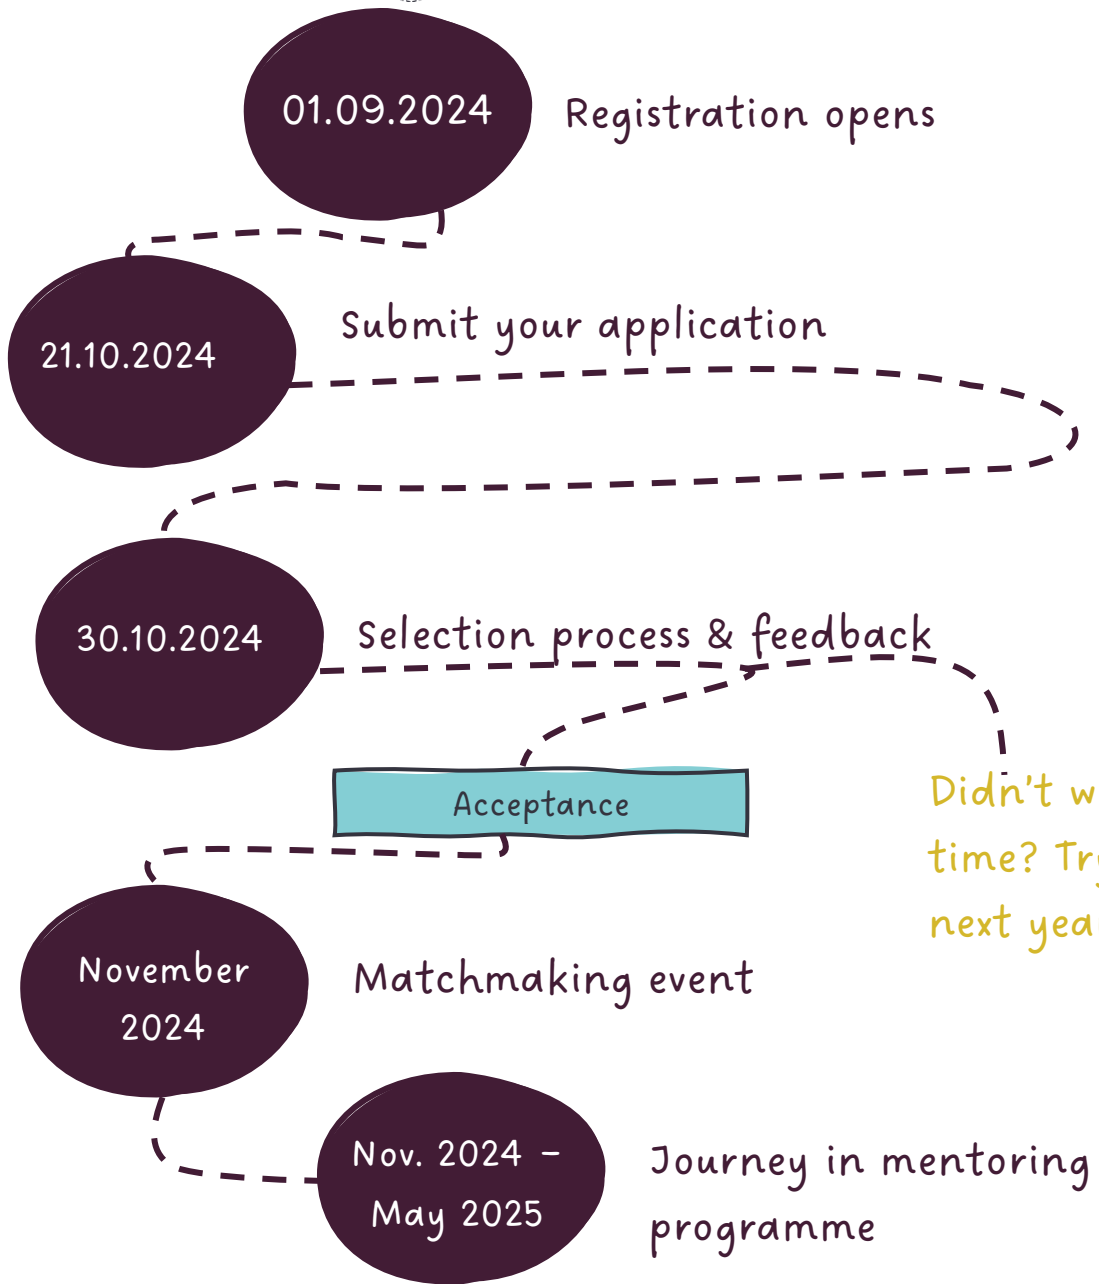 01.09.2024
Registration opens
21.10.2024
Submit your application
30.10.2024
Selection process & feedback
Acceptance
Didn't
time?
next
November
2024
Matchmaking event
Nov. 2024 –
May 2025
Journey in mentoring
programme